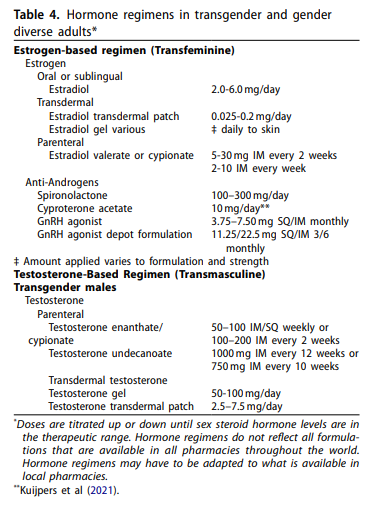 Table 4. Hormone regimens in transgender and gender
diverse adults*
Estrogen-based regimen (Transfeminine)
Estrogen
Oral or sublingual
Estradiol 2.0-6.0 mg/day
Transdermal
Estradiol transdermal patch 0.025-0.2 mg/day
Estradiol gel various ‡ daily to skin
Parenteral
Estradiol valerate or cypionate 5-30 mg IM every 2 weeks
2-10 IM every week
Anti-Androgens
Spironolactone 100–300 mg/day
Cyproterone acetate 10 mg/day**
GnRH agonist 3.75–7.50 mg SQ/IM monthly
GnRH agonist depot formulation 11.25/22.5 mg SQ/IM 3/6
monthly
‡ Amount applied varies to formulation and strength
Testosterone-Based Regimen (Transmasculine)
Transgender males
Testosterone
Parenteral
Testosterone enanthate/ 50–100 IM/SQ weekly or
cypionate 100–200 IM every 2 weeks
Testosterone undecanoate 1000 mg IM every 12 weeks or
750 mg IM every 10 weeks
Transdermal testosterone
Testosterone gel 50-100 mg/day
Testosterone transdermal patch 2.5–7.5 mg/day
*Doses are titrated up or down until sex steroid hormone levels are in
the therapeutic range. Hormone regimens do not reflect all formula-
tions that are available in all pharmacies throughout the world.
Hormone regimens may have to be adapted to what is available in
local pharmacies.
**Kuijpers et al (2021).